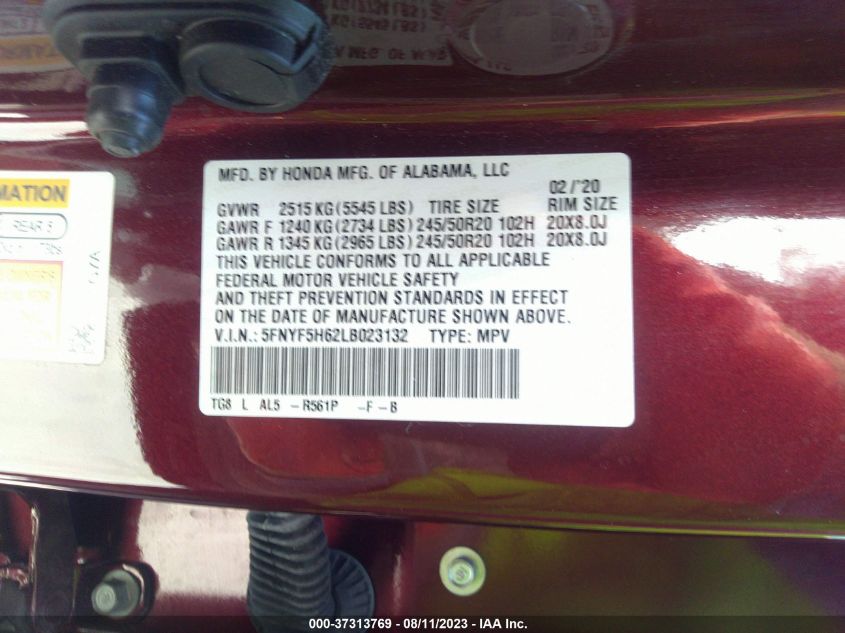 MFD. BY HONDA MFG. OF ALABAMA, LLC
02/'20
GVWR 2515 KG (5545 LBS) TIRE SIZE RIM SIZE
GAWR F 1240 KG (2734 LBS) 245/50R20 102H 20X8.0J
GAWR R 1345 KG (2965 LBS) 245/50R20 102H 20X8.0J
THIS VEHICLE CONFORMS TO ALL APPLICABLE
FEDERAL MOTOR VEHICLE SAFETY
AND THEFT PREVENTION STANDARDS IN EFFECT
ON THE DATE OF MANUFACTURE SHOWN ABOVE.
V.I.N.: 5FNYF5H62LB023132 TYPE: MPV
TG8 L AL5 -R561P -F-B
MATION
REAR 5
000-37313769 - 08/11/2023 - IAA Inc.